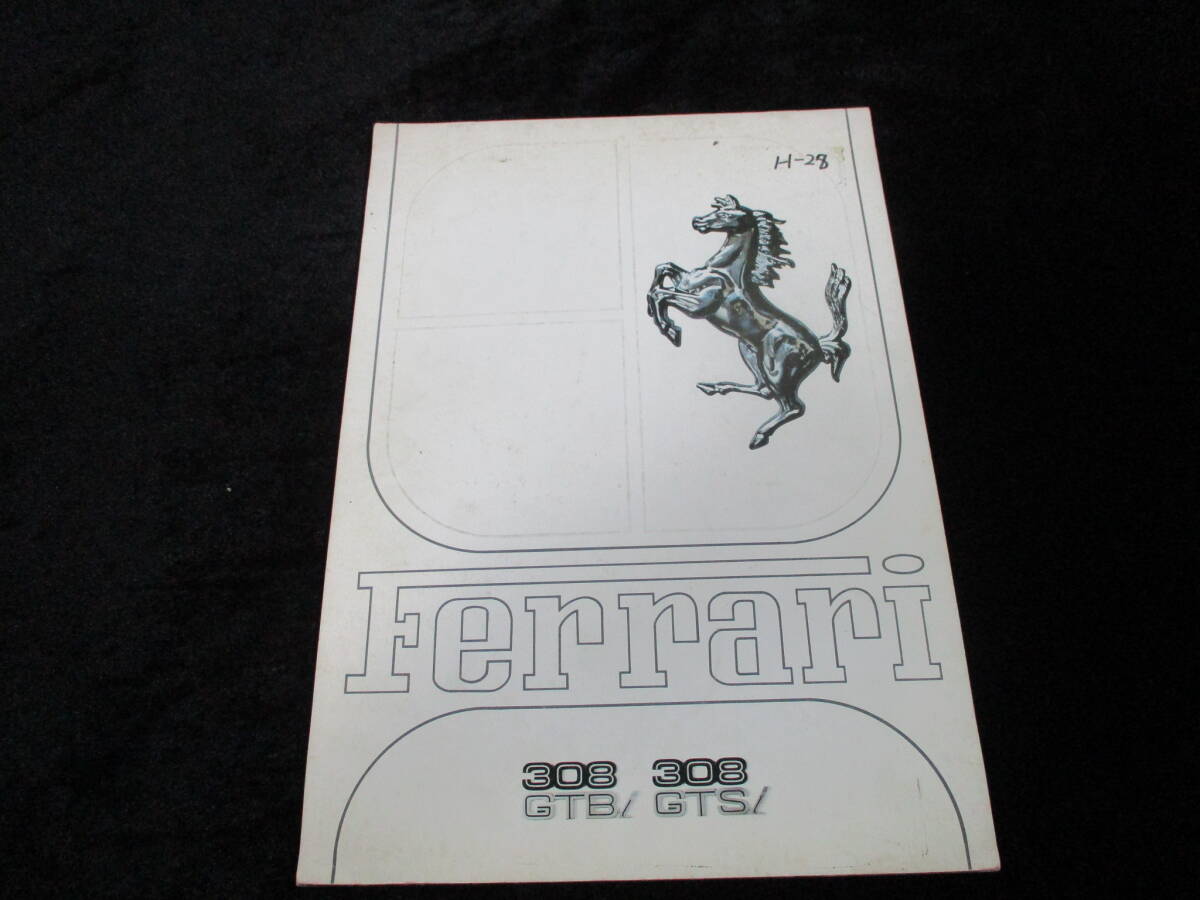 H-28
Ferrari
308 308
GTBi GTSi